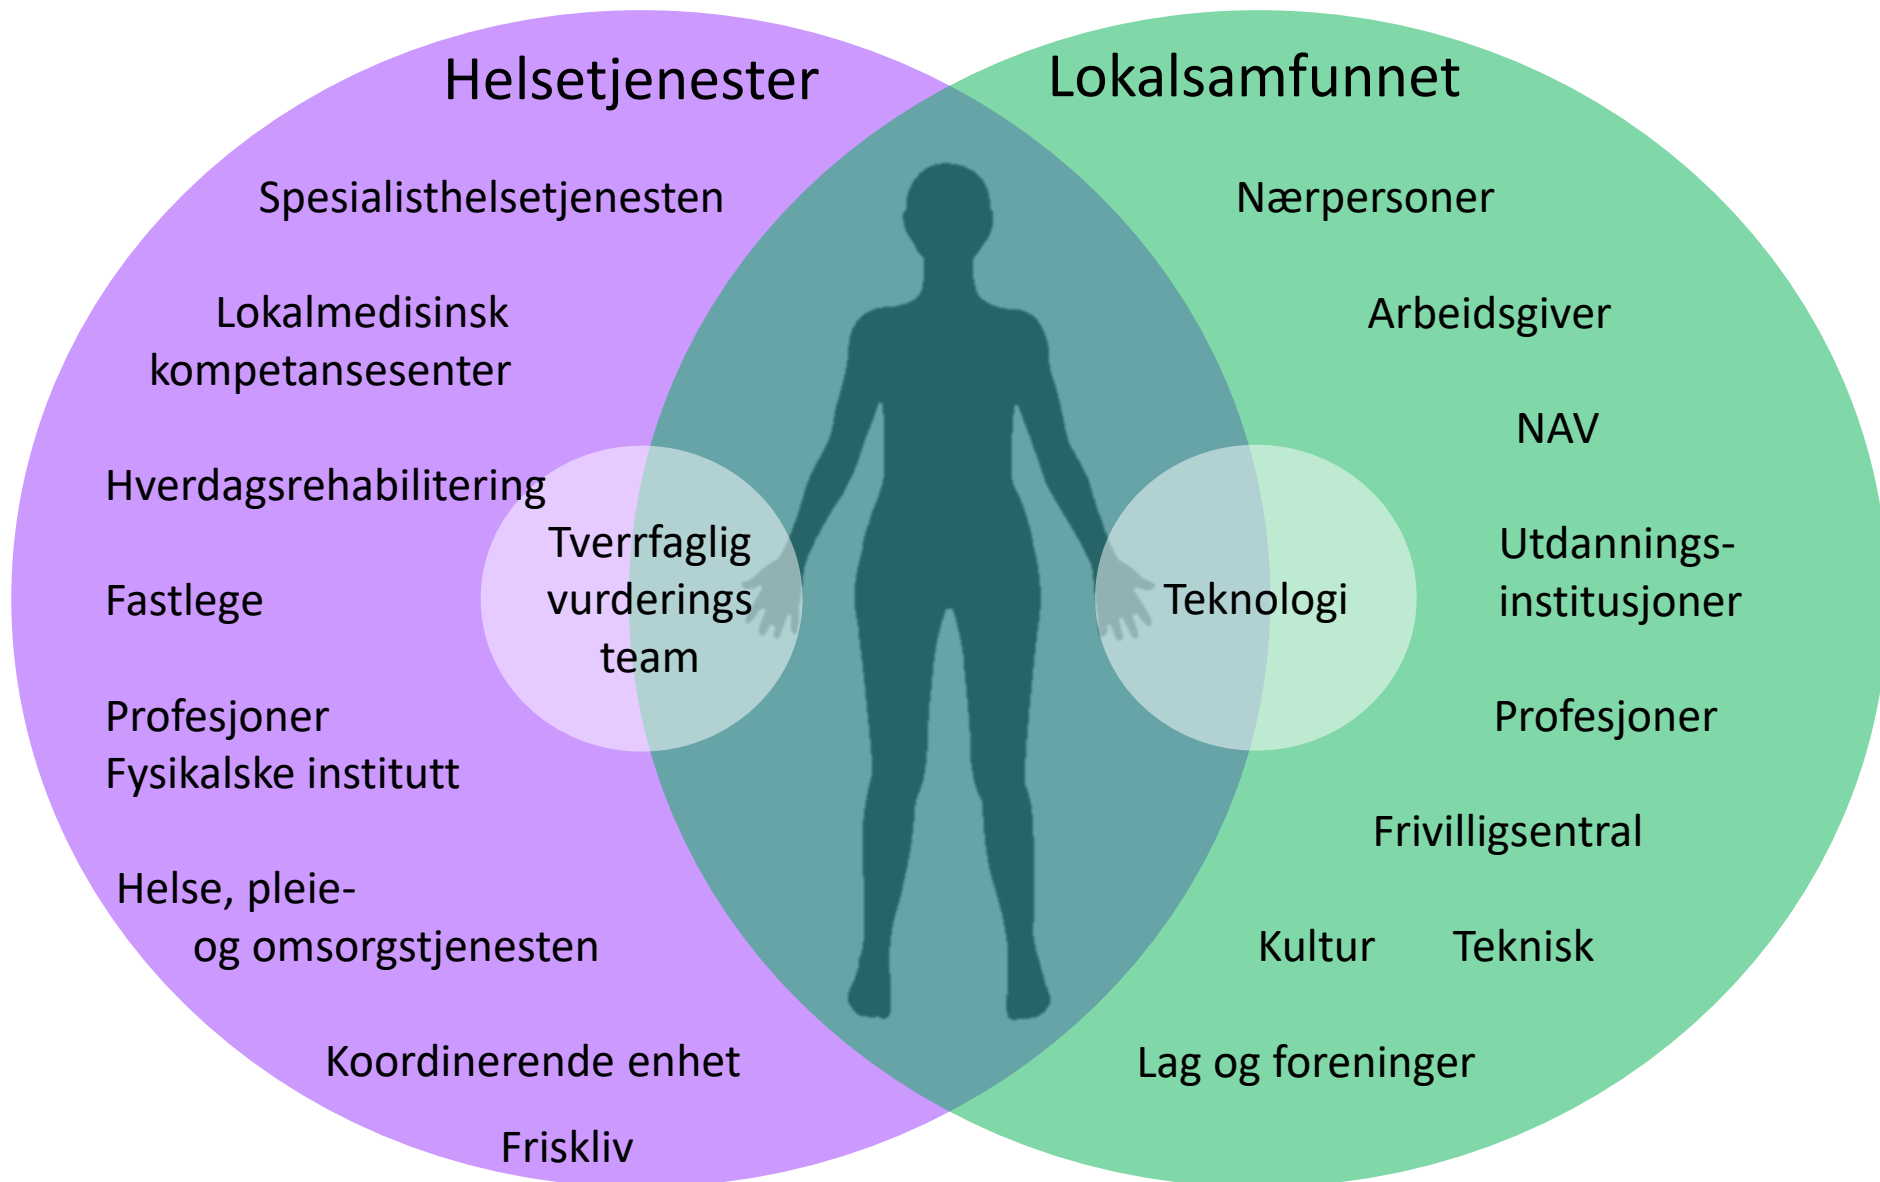 Helsetjenester
Spesialisthelsetjenesten
Lokalmedisinsk
kompetansesenter
Hverdagsrehabilitering
Tverrfaglig
vurderings
team
Fastlege
Profesjoner
Fysikalske institutt
Helse, pleie-
og omsorgstjenesten
Koordinerende enhet
Friskliv
Lokalsamfunnet
Nærpersoner
Arbeidsgiver
NAV
Utdannings-
institusjoner
Teknologi
Profesjoner
Frivilligsentral
Kultur Teknisk
Lag og foreninger